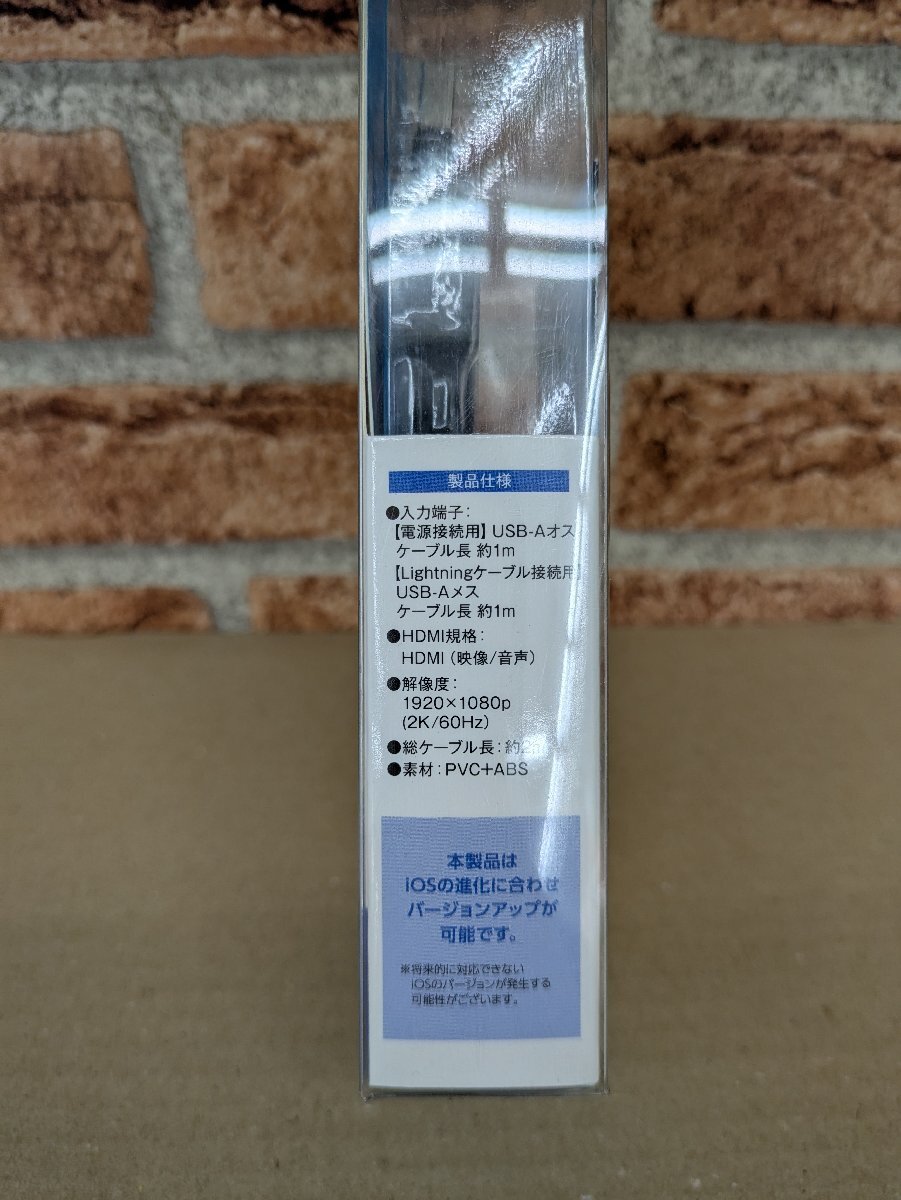 製品仕様
●入力端子：
【電源接続用】USB-Aオス
ケーブル長 約1m
【Lightningケーブル接続用】
USB-Aメス
ケーブル長 約1m
●HDMI規格：
HDMI（映像/音声）
●解像度：
1920×1080p
(2K/60Hz)
●総ケーブル長：約2m
●素材：PVC+ABS
本製品は
iOSの進化に合わせ
バージョンアップが
可能です。
※将来的に対応できない
iOSのバージョンが発生する
可能性がございます。